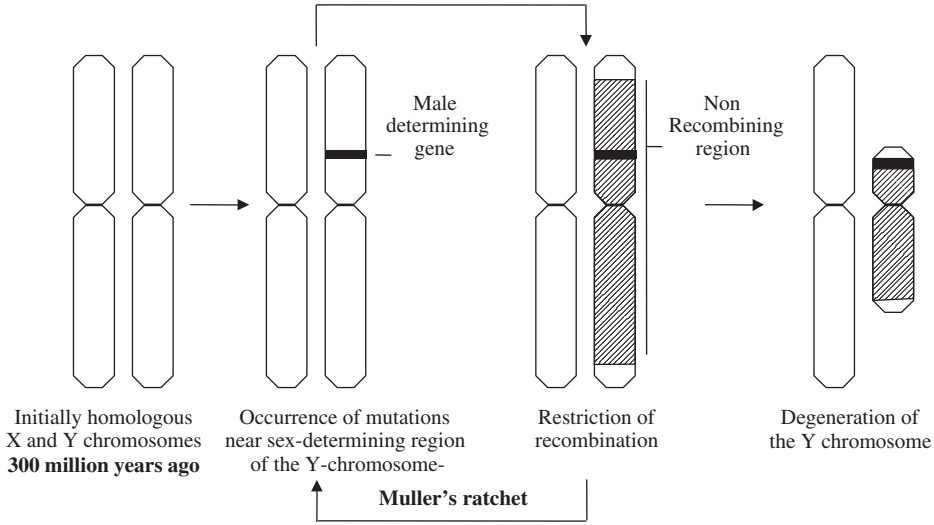 Male
determining
gene
Non
Recombining
region
Initially homologous
X and Y chromosomes
300 million years ago
Occurrence of mutations
near sex-determining region
of the Y-chromosome-
Restriction of
recombination
Degeneration of
the Y chromosome
Muller's ratchet